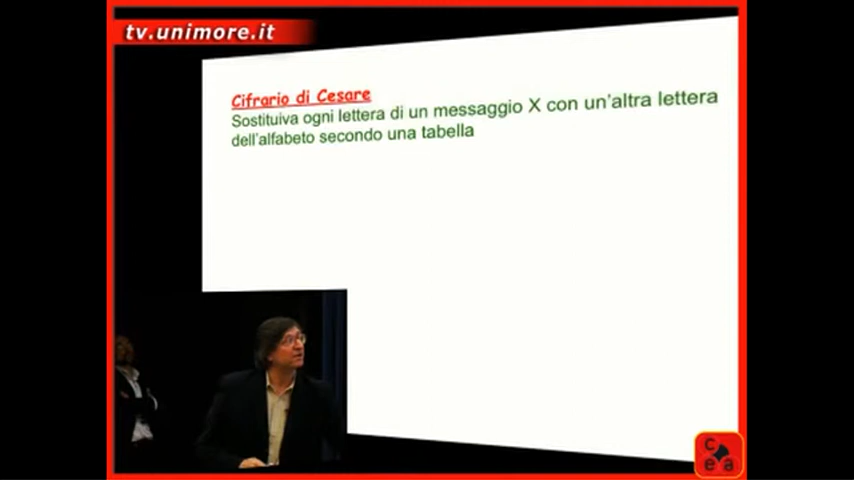 tv.unimore.it
Cifrario di Cesare
Sostituiva ogni lettera di un messaggio X con un'altra lettera
dell'alfabeto secondo una tabella
c
e a